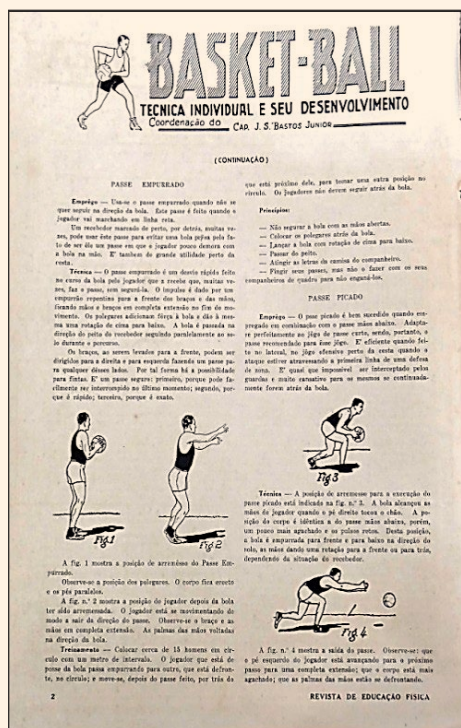 BASKET-BALL
TECNICA INDIVIDUAL E SEU DESENVOLVIMENTO
Coordenação do CAP. J. S. BASTOS JUNIOR
(CONTINUAÇÃO)
PASSE EMPURRADO
Emprêgo — Usa-se o passe empurrado quando não se
quer seguir na direção da bola. Este passe é feito quando o
jogador vai marchando em linha reta.
Um recebedor marcado de perto, por detrás, muitas ve-
zes, pode usar êste passe para evitar uma bola prêsa pelo fa-
to de ser êle um passe em que o jogador pouco demora com
a bola na mão. E' tambem de grande utilidade perto da
cesta.
Técnica — O passe empurrado é um desvio rápido feito
no curso da bola pelo jogador que a recebe que, muitas ve-
zes, faz o passe, sem segurá-la. O impulso é dado por um
empurrão repentino para a frente dos braços e das mãos,
ficando mãos e braços em completa extensão no fim do mo-
vimento. Os polegares adicionam fôrça à bola e dão à mes-
ma uma rotação de cima para baixo. A bola é passada na
direção do peito do recebedor seguindo paralelamente ao so-
lo durante o percurso.
Os braços, ao serem levados para a frente, podem ser
dirigidos para a direita e para esquerda fazendo um passe pa-
ra qualquer dêsses lados. Por tal forma há a possibilidade
para fintas. E' um passe seguro: primeiro, porque pode fa-
cilmente ser interrompido no último momento; segundo, por-
que é rápido; terceiro, porque é exato.
Fig.1
Fig.2
A fig. 1 mostra a posição de arremêsso do Passe Em-
purrado.
Observe-se a posição dos polegares. O corpo fica erecto
e os pés paralelos.
A fig. n.º 2 mostra a posição do jogador depois da bola
ter sido arremessada. O jogador está se movimentando de
modo a sair da direção do passe. Observe-se o braço e as
mãos em completa extensão. As palmas das mãos voltadas
na direção da bola.
Treinamento — Colocar cerca de 15 homens em cír-
culo com um metro de intervalo. O jogador que está de
posse da bola passa empurrando para outro, que está defron-
te, no círculo; e move-se, depois do passe feito, por trás do
que está próximo dele, para tomar uma outra posição no
círculo. Os jogadores não devem seguir atrás da bola.
Princípios:
— Não segurar a bola com as mãos abertas.
— Colocar os polegares atrás da bola.
— Lançar a bola com rotação de cima para baixo.
— Passar do peito.
— Atingir as letras da camisa do companheiro.
— Fingir seus passes, mas não o fazer com os seus
companheiros de quadro para não enganá-los.
PASSE PICADO
Emprêgo — O passe picado é bem sucedido quando em-
pregado em combinação com o passe mãos abaixo. Adapta-
se perfeitamente ao jôgo de passe curto, sendo, portanto, o
passe recomendado para êsse jôgo. E' eficiente quando fei-
to na lateral, no jôgo ofensivo perto da cesta quando o
ataque estiver atravessando a primeira linha de uma defesa
de zona. E' quasi que impossível ser interceptado pelos
guardas e muito cansativo para os mesmos se continuada-
mente forem atrás da bola.
Fig.3
Técnica — A posição de arremesso para a execução do
passe picado está indicada na fig. n.º 3. A bola alcançou as
mãos do jogador quando o pé direito tocou o chão. A po-
sição do corpo é idêntica a do passe mãos abaixo, porém,
um pouco mais agachado e os pulsos retos. Desta posição,
a bola é empurrada para frente e para baixo na direção do
solo, as mãos dando uma rotação para a frente ou para trás,
dependendo da situação do recebedor.
Fig.4
A fig. n.º 4 mostra a saída do passe. Observe-se: que
o pé esquerdo do jogador está avançando para o próximo
passo para uma completa extensão; que o corpo está mais
agachado; que as palmas das mãos estão se defrontando.
2
REVISTA DE EDUCAÇÃO FISICA